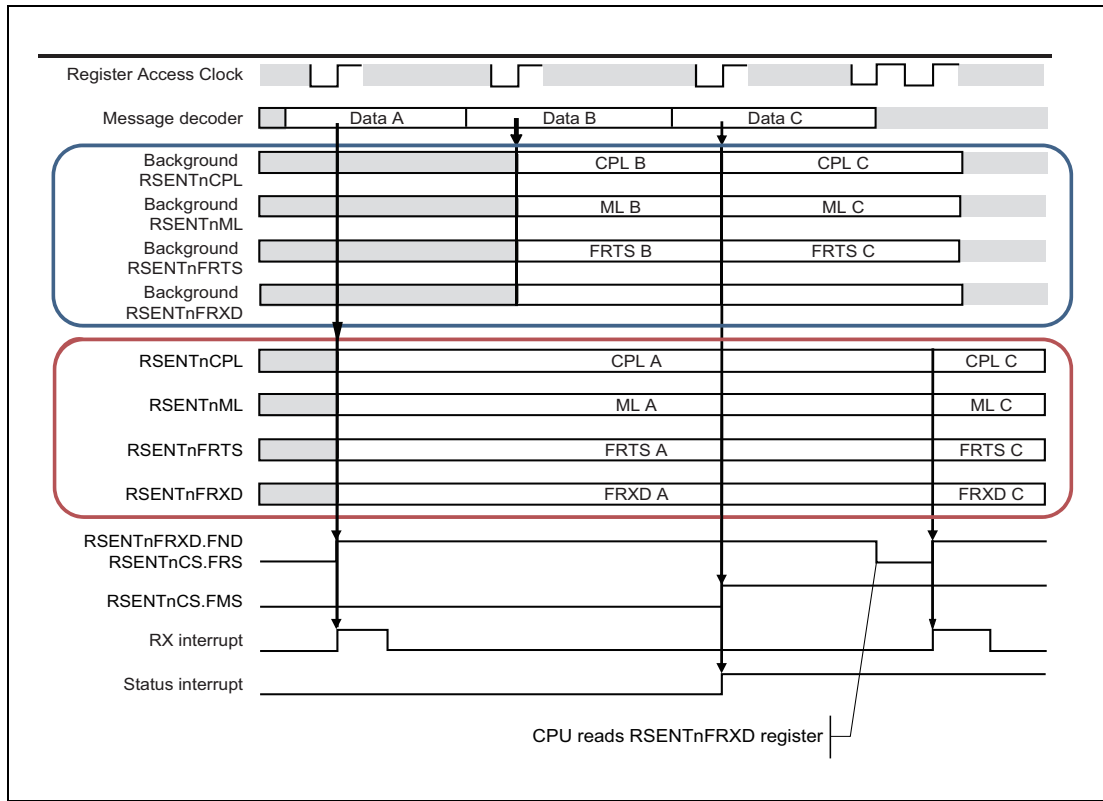 Register Access Clock
Message decoder Data A Data B Data C
Background
RSENTnCPL CPL B CPL C
Background
RSENTnML ML B ML C
Background
RSENTnFRTS FRTS B FRTS C
Background
RSENTnFRXD
RSENTnCPL CPL A CPL C
RSENTnML ML A ML C
RSENTnFRTS FRTS A FRTS C
RSENTnFRXD FRXD A FRXD C
RSENTnFRXD.FND
RSENTnCS.FRS
RSENTnCS.FMS
RX interrupt
Status interrupt
CPU reads RSENTnFRXD register